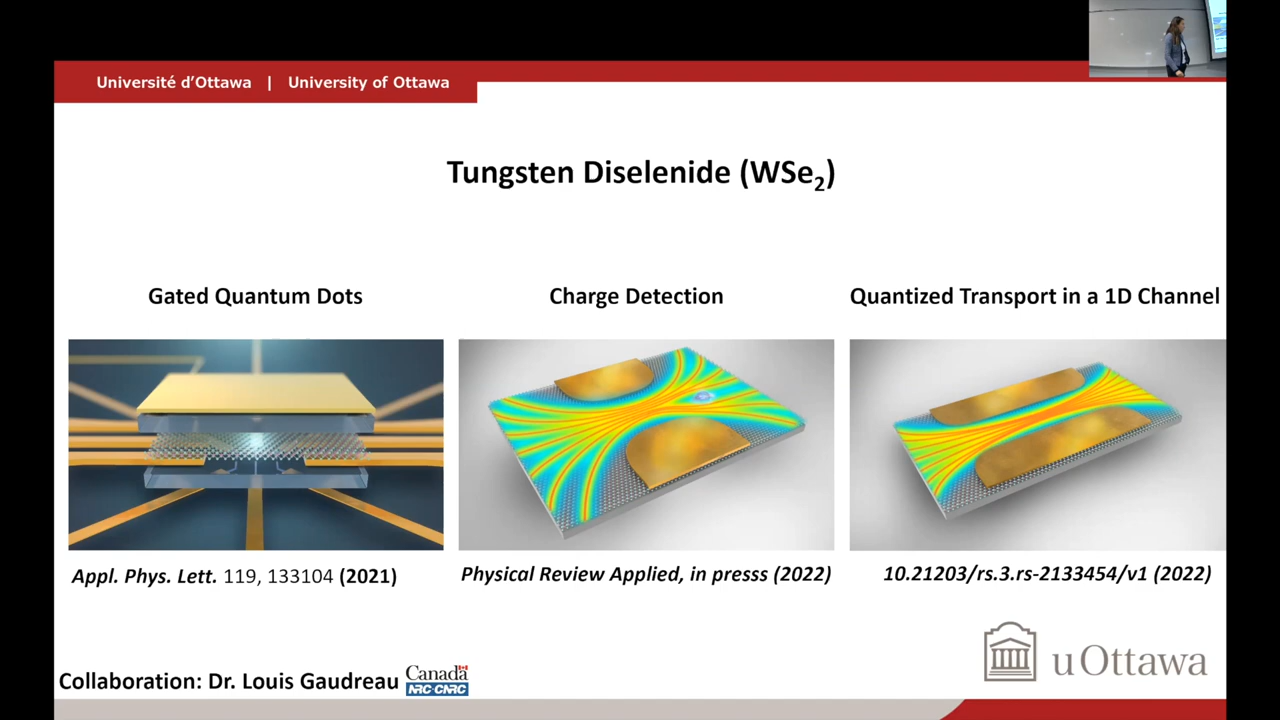 Université d'Ottawa | University of Ottawa
Tungsten Diselenide (WSe₂)
Gated Quantum Dots
Charge Detection
Quantized Transport in a 1D Channel
Appl. Phys. Lett. 119, 133104 (2021)
Physical Review Applied, in presss (2022)
10.21203/rs.3.rs-2133454/v1 (2022)
uOttawa
Collaboration: Dr. Louis Gaudreau
Canada
NRC·CNRC